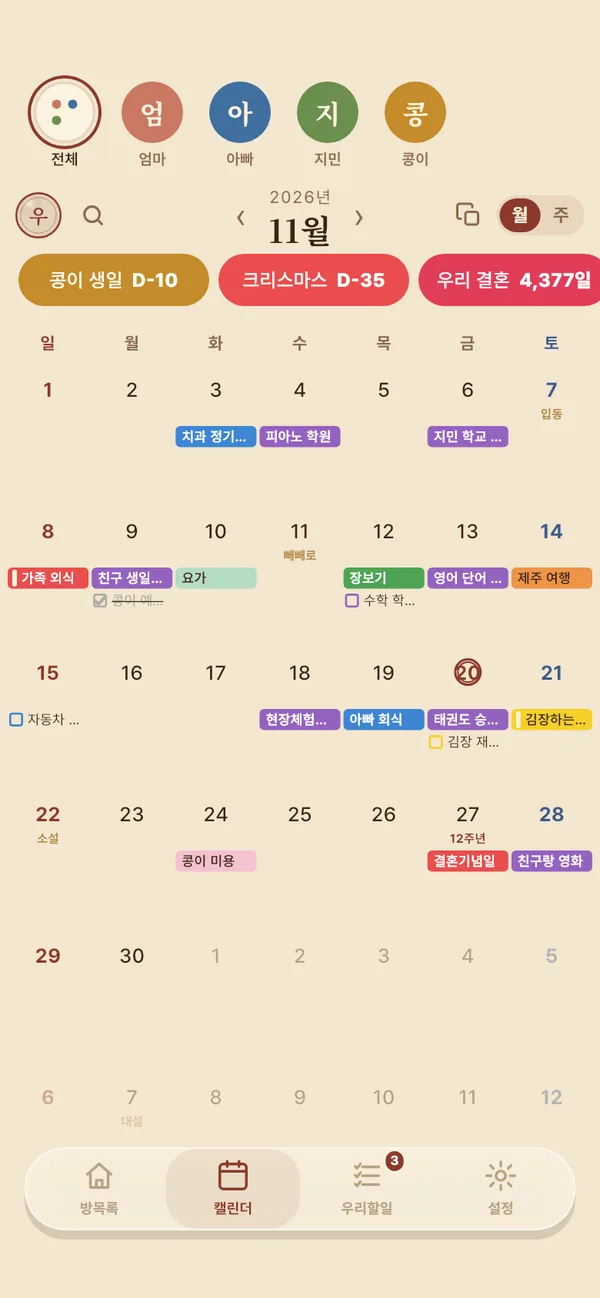 엄 아 지 콩
전체 엄마 아빠 지민 콩이
우 2026년 월 주
11월
콩이 생일 D-10 크리스마스 D-35 우리 결혼 4,377일
일 월 화 수 목 금 토
1 2 3 4 5 6 7
입동
치과 정기... 피아노 학원 지민 학교 ...
8 9 10 11 12 13 14
빼빼로
가족 외식 친구 생일... 요가 장보기 영어 단어 ... 제주 여행
콩이 예... 수학 학...
15 16 17 18 19 20 21
현장체험... 아빠 회식 태권도 승... 김장하는...
자동차 ... 김장 재...
22 23 24 25 26 27 28
소설 12주년
콩이 미용 결혼기념일 친구랑 영화
29 30 1 2 3 4 5
6 7 8 9 10 11 12
대설
3
방목록 캘린더 우리할일 설정